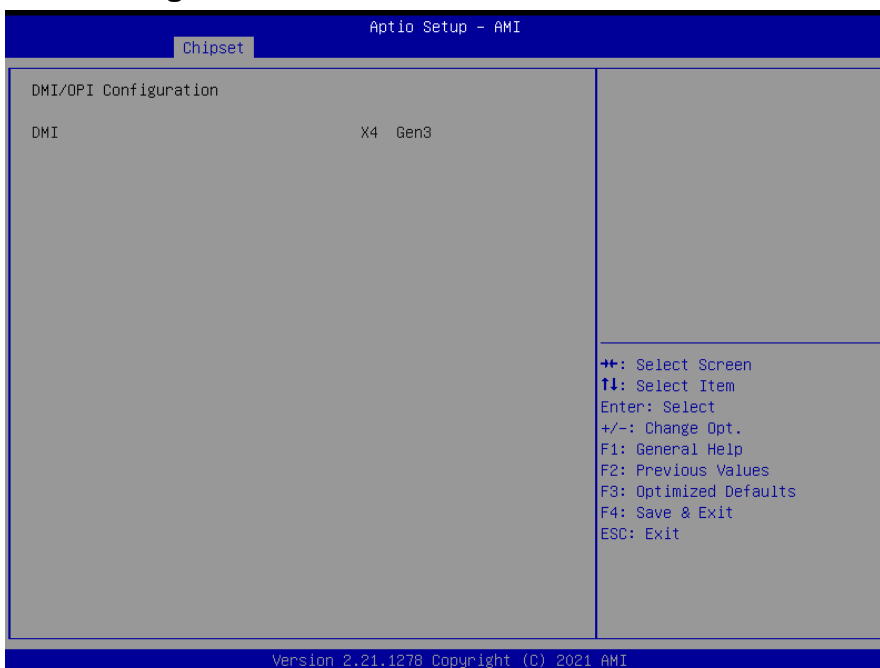 Aptio Setup – AMI
Chipset
DMI/OPI Configuration
DMI X4 Gen3
→←: Select Screen
↑↓: Select Item
Enter: Select
+/-: Change Opt.
F1: General Help
F2: Previous Values
F3: Optimized Defaults
F4: Save & Exit
ESC: Exit
Version 2.21.1278 Copyright (C) 2021 AMI